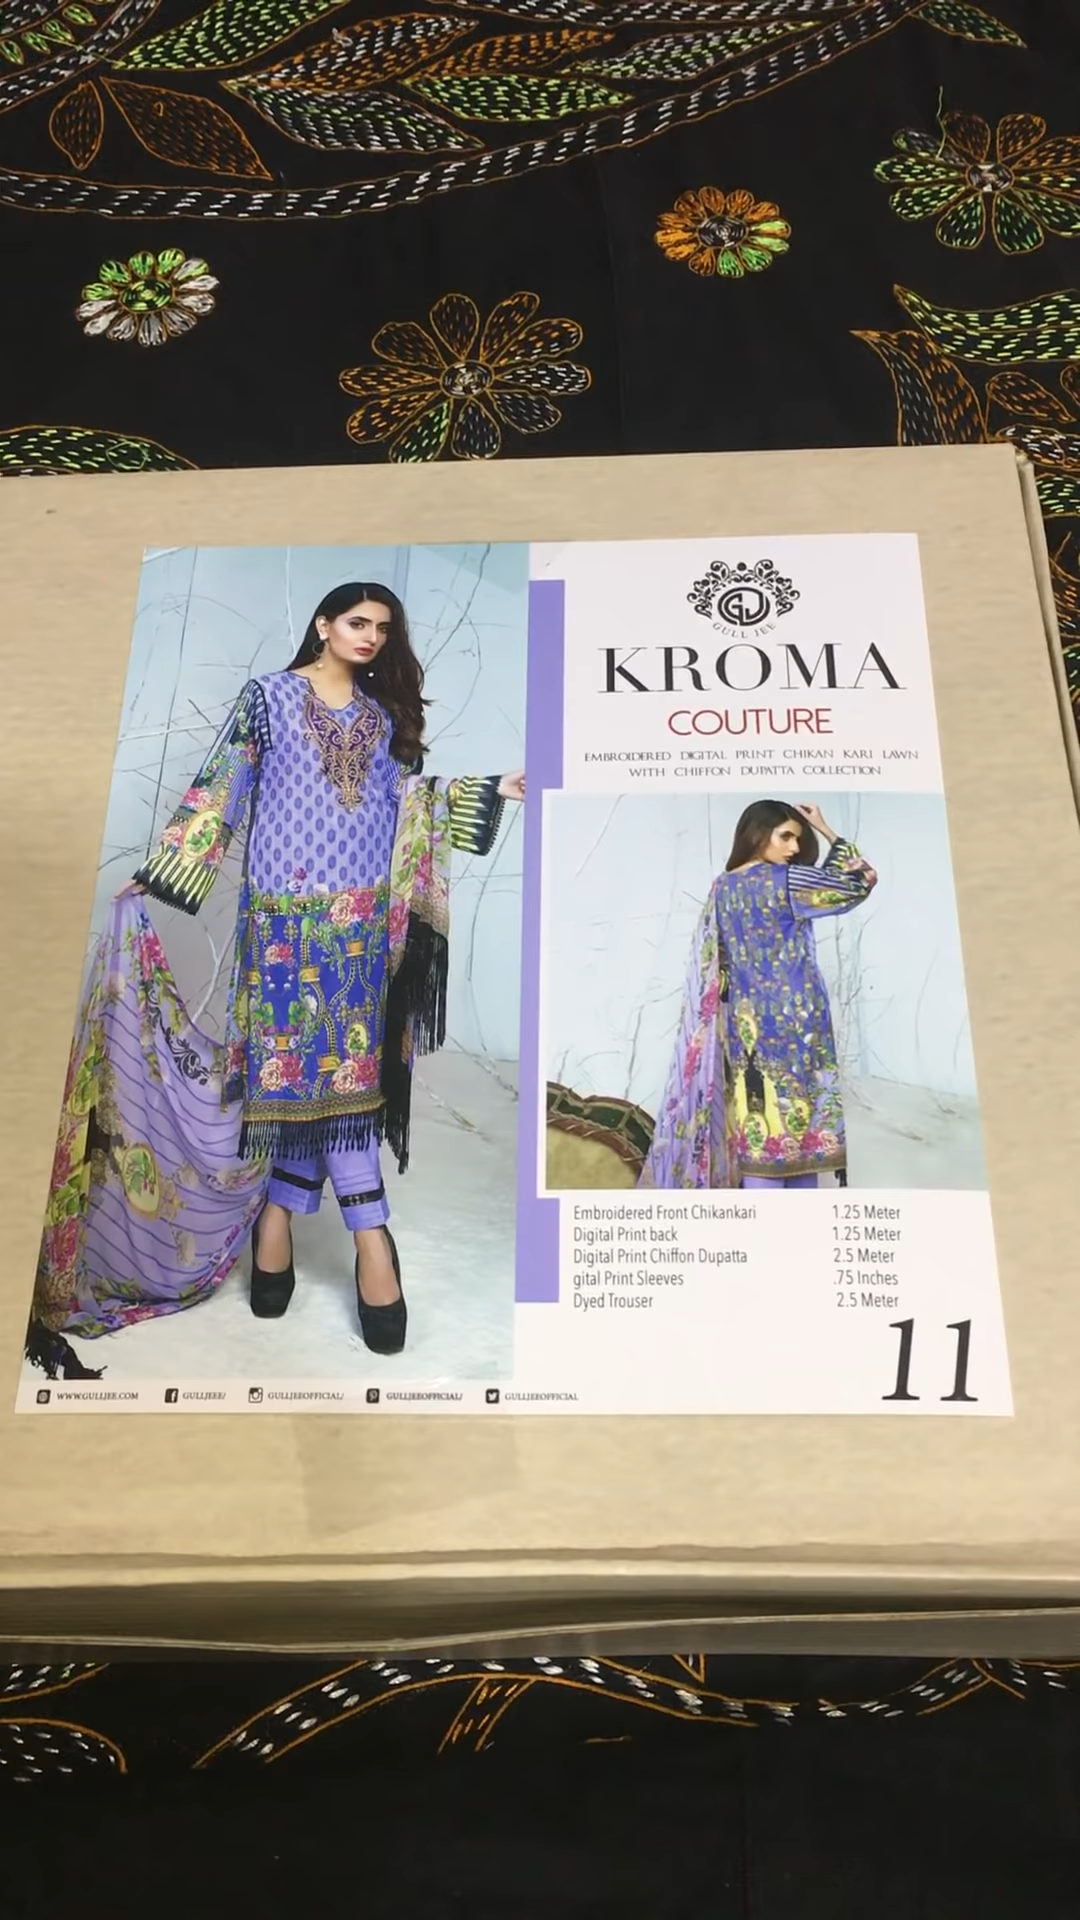 GJ
GULL JEE
KROMA
COUTURE
EMBROIDERED DIGITAL PRINT CHIKAN KARI LAWN
WITH CHIFFON DUPATTA COLLECTION
Embroidered Front Chikankari 1.25 Meter
Digital Print back 1.25 Meter
Digital Print Chiffon Dupatta 2.5 Meter
gital Print Sleeves .75 Inches
Dyed Trouser 2.5 Meter
11
WWW.GULLJEE.COM GULLJEEE/ GULLJEEOFFICIAL/ GULLJEEOFFICIAL/ GULLJEEOFFICIAL